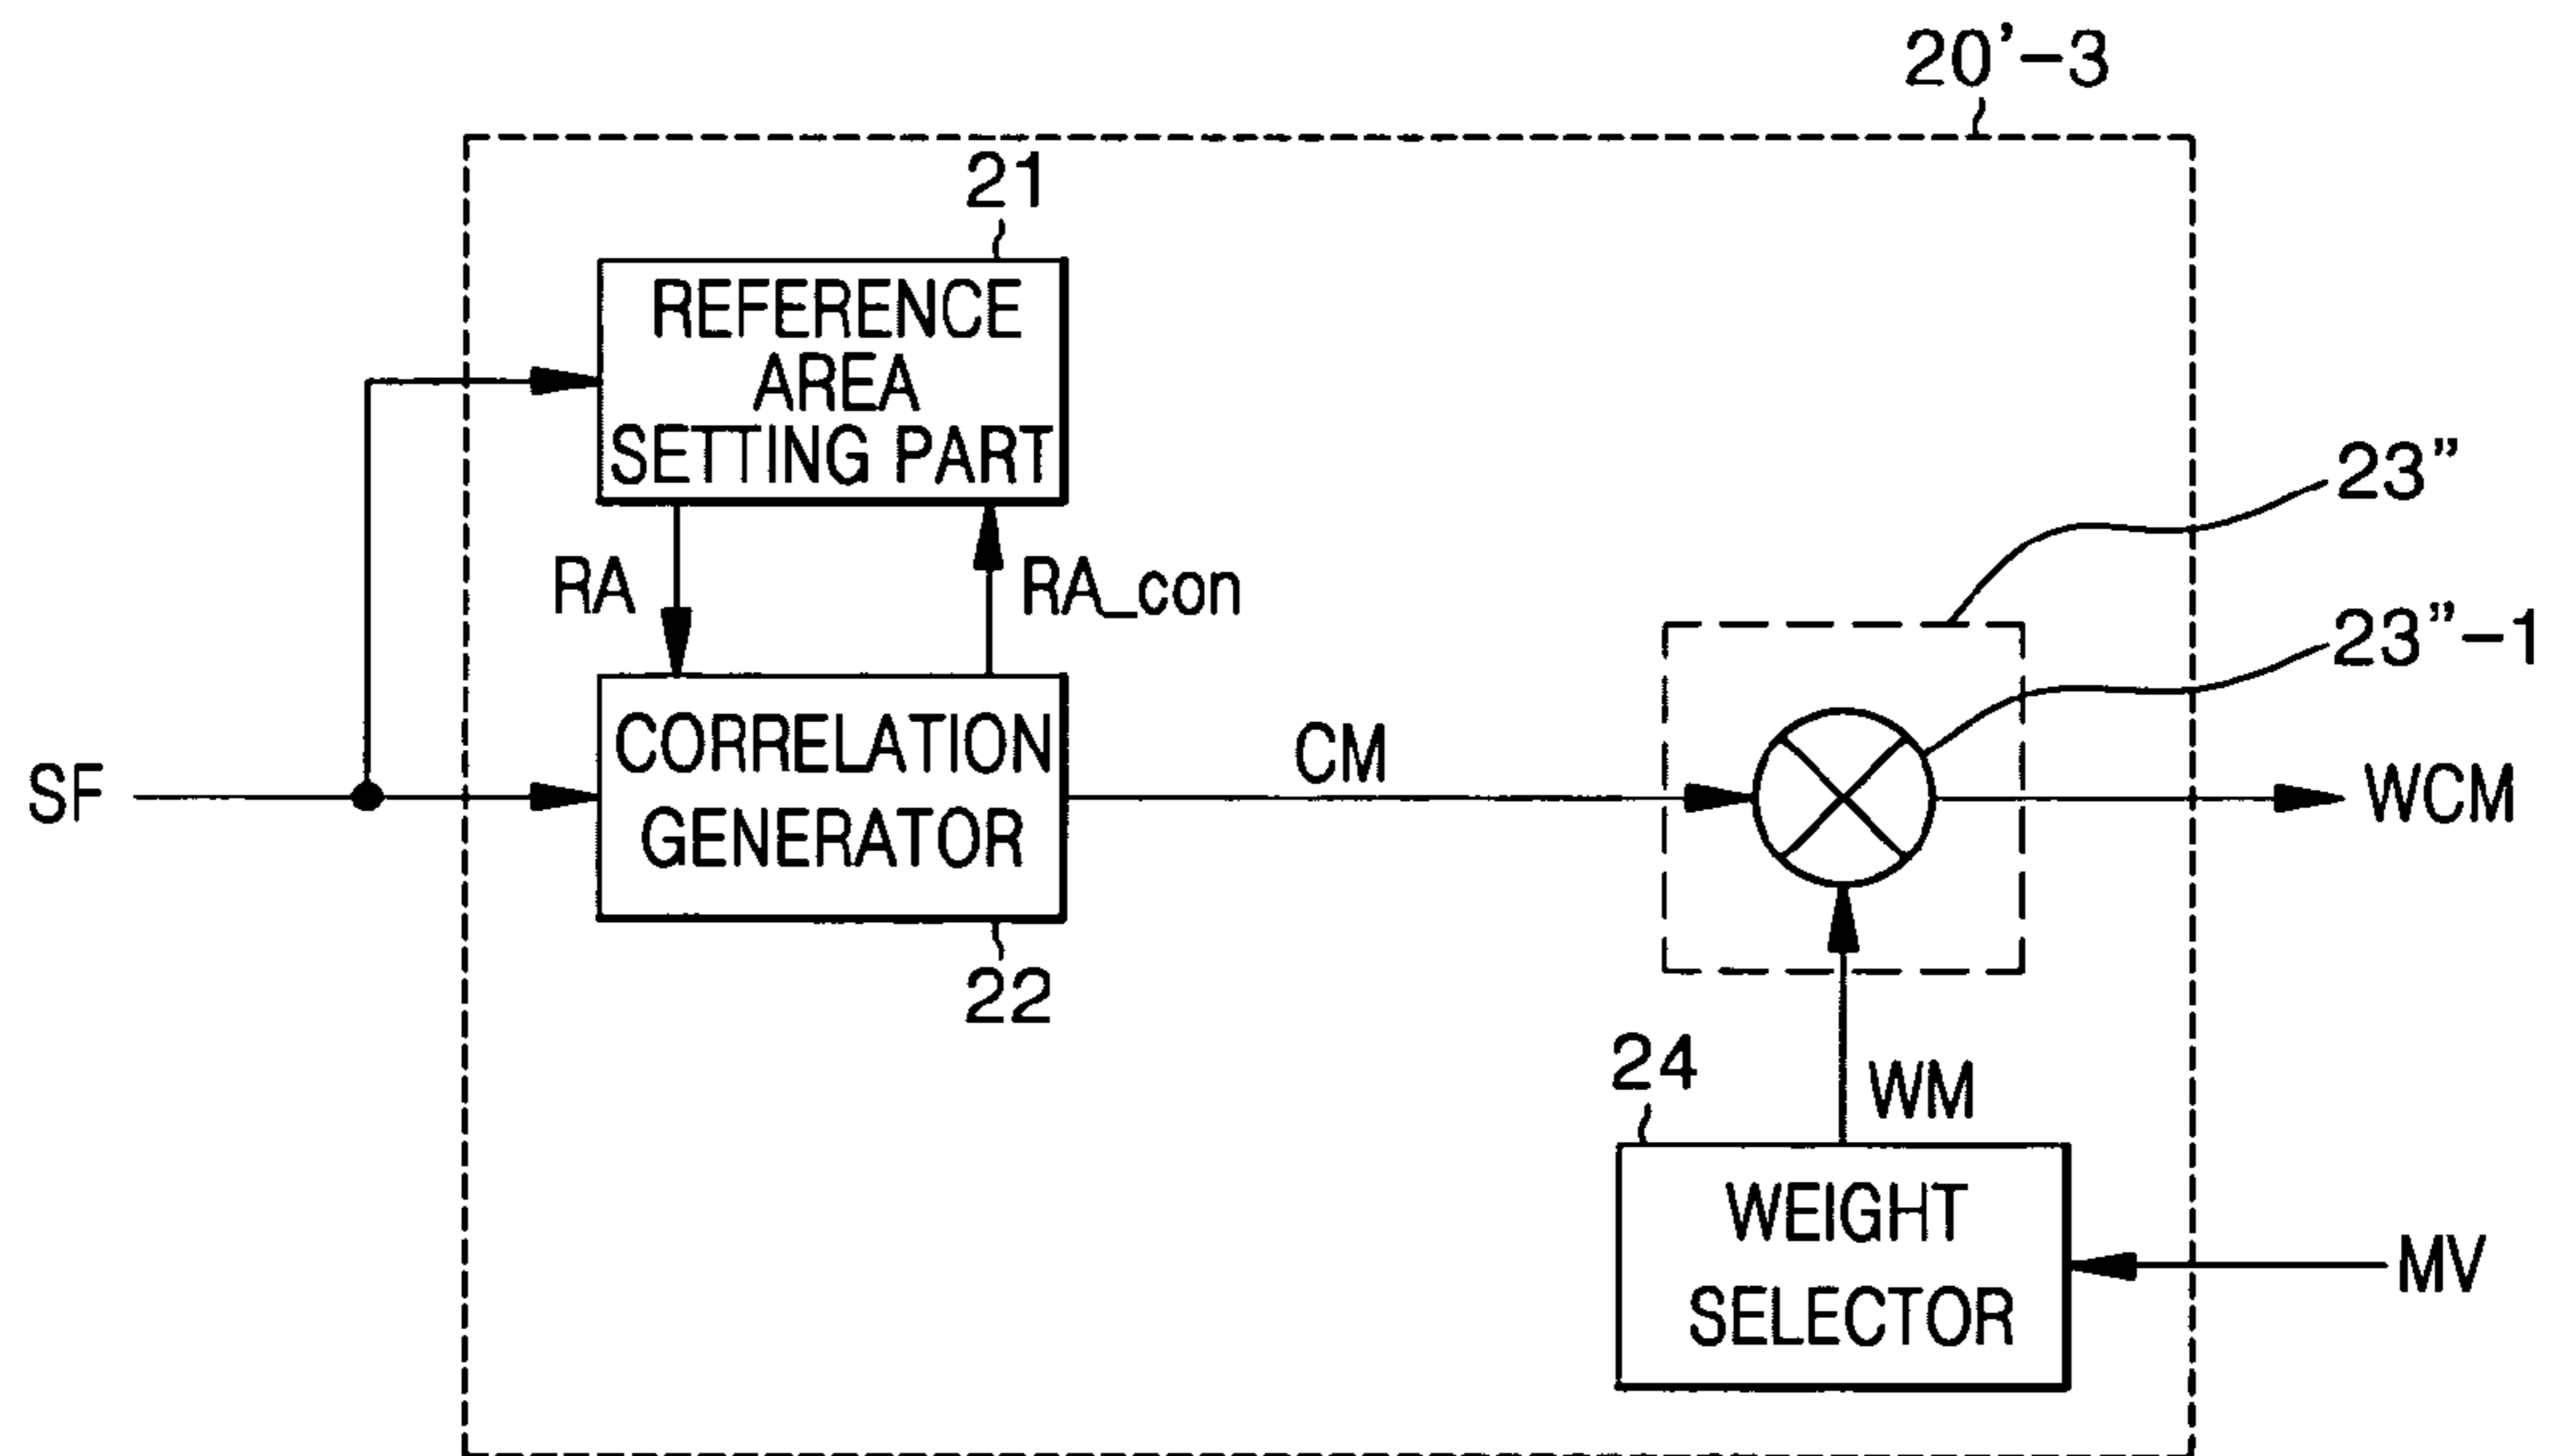 20’-3
21
REFERENCE
AREA
SETTING PART
23”
RA
RA_con
23”-1
CORRELATION
GENERATOR
CM
SF
WCM
22
24
WM
WEIGHT
SELECTOR
MV